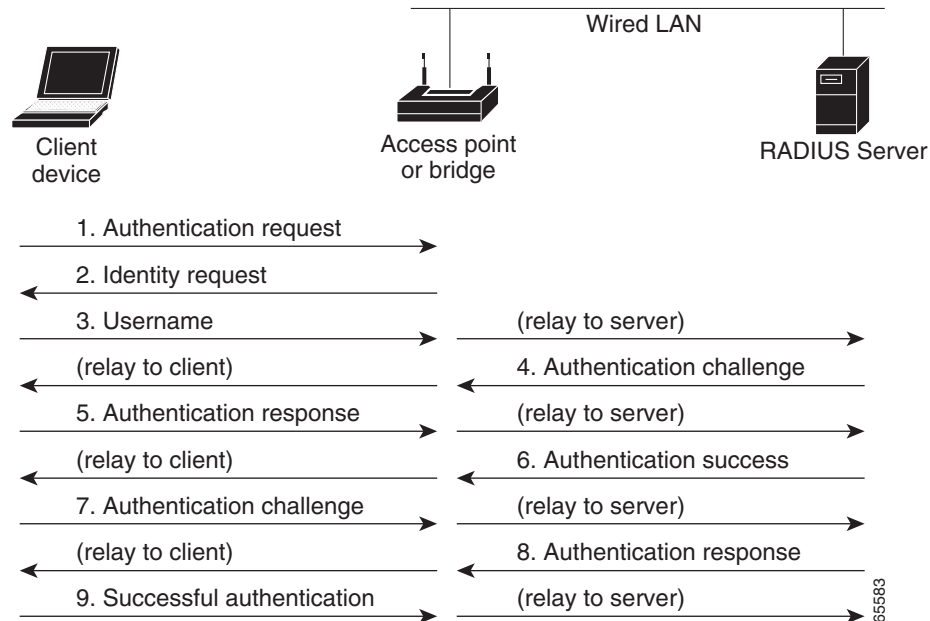 Wired LAN
Client
device
Access point
or bridge
RADIUS Server
1. Authentication request
2. Identity request
3. Username
(relay to server)
(relay to client)
4. Authentication challenge
5. Authentication response
(relay to server)
(relay to client)
6. Authentication success
7. Authentication challenge
(relay to server)
(relay to client)
8. Authentication response
9. Successful authentication
(relay to server)
65583